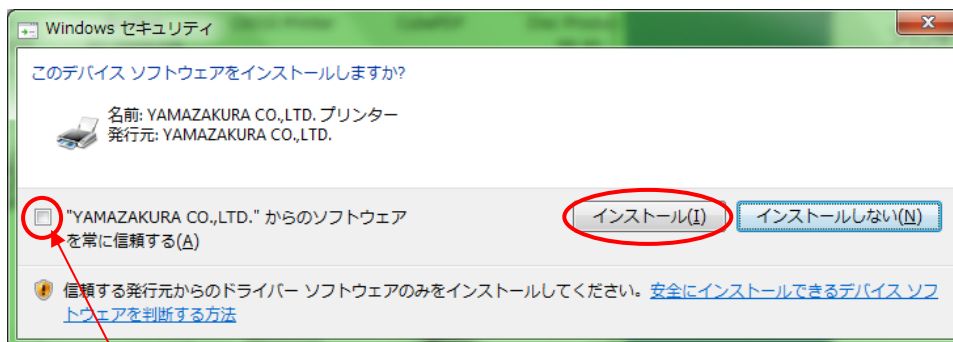 Windows セキュリティ
このデバイス ソフトウェアをインストールしますか?
名前: YAMAZAKURA CO.,LTD. プリンター
発行元: YAMAZAKURA CO.,LTD.
"YAMAZAKURA CO.,LTD." からのソフトウェア
を常に信頼する(A)
インストール(I)
インストールしない(N)
信頼する発行元からのドライバー ソフトウェアのみをインストールしてください。安全にインストールできるデバイス ソフ
トウェアを判断する方法